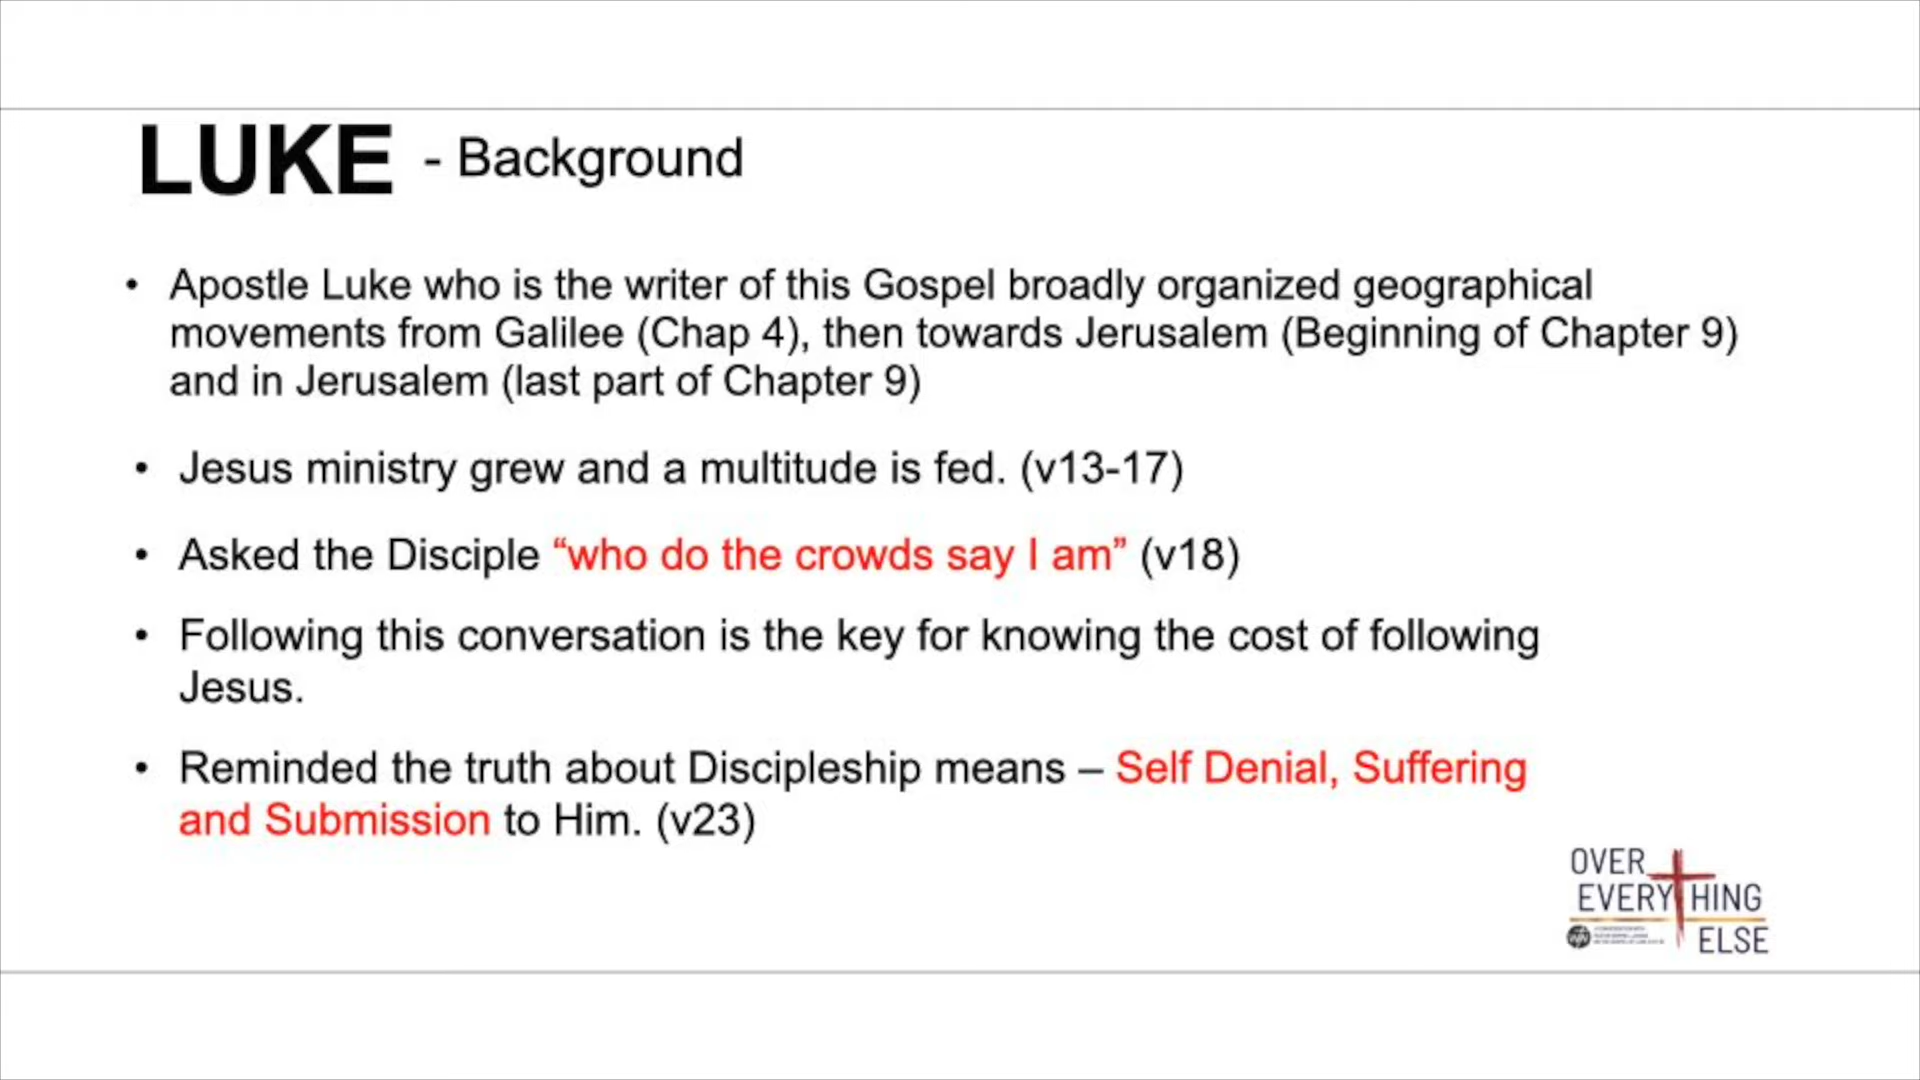 LUKE - Background
• Apostle Luke who is the writer of this Gospel broadly organized geographical
movements from Galilee (Chap 4), then towards Jerusalem (Beginning of Chapter 9)
and in Jerusalem (last part of Chapter 9)
• Jesus ministry grew and a multitude is fed. (v13-17)
• Asked the Disciple “who do the crowds say I am” (v18)
• Following this conversation is the key for knowing the cost of following
Jesus.
• Reminded the truth about Discipleship means – Self Denial, Suffering
and Submission to Him. (v23)
OVER
EVERYTHING
ELSE